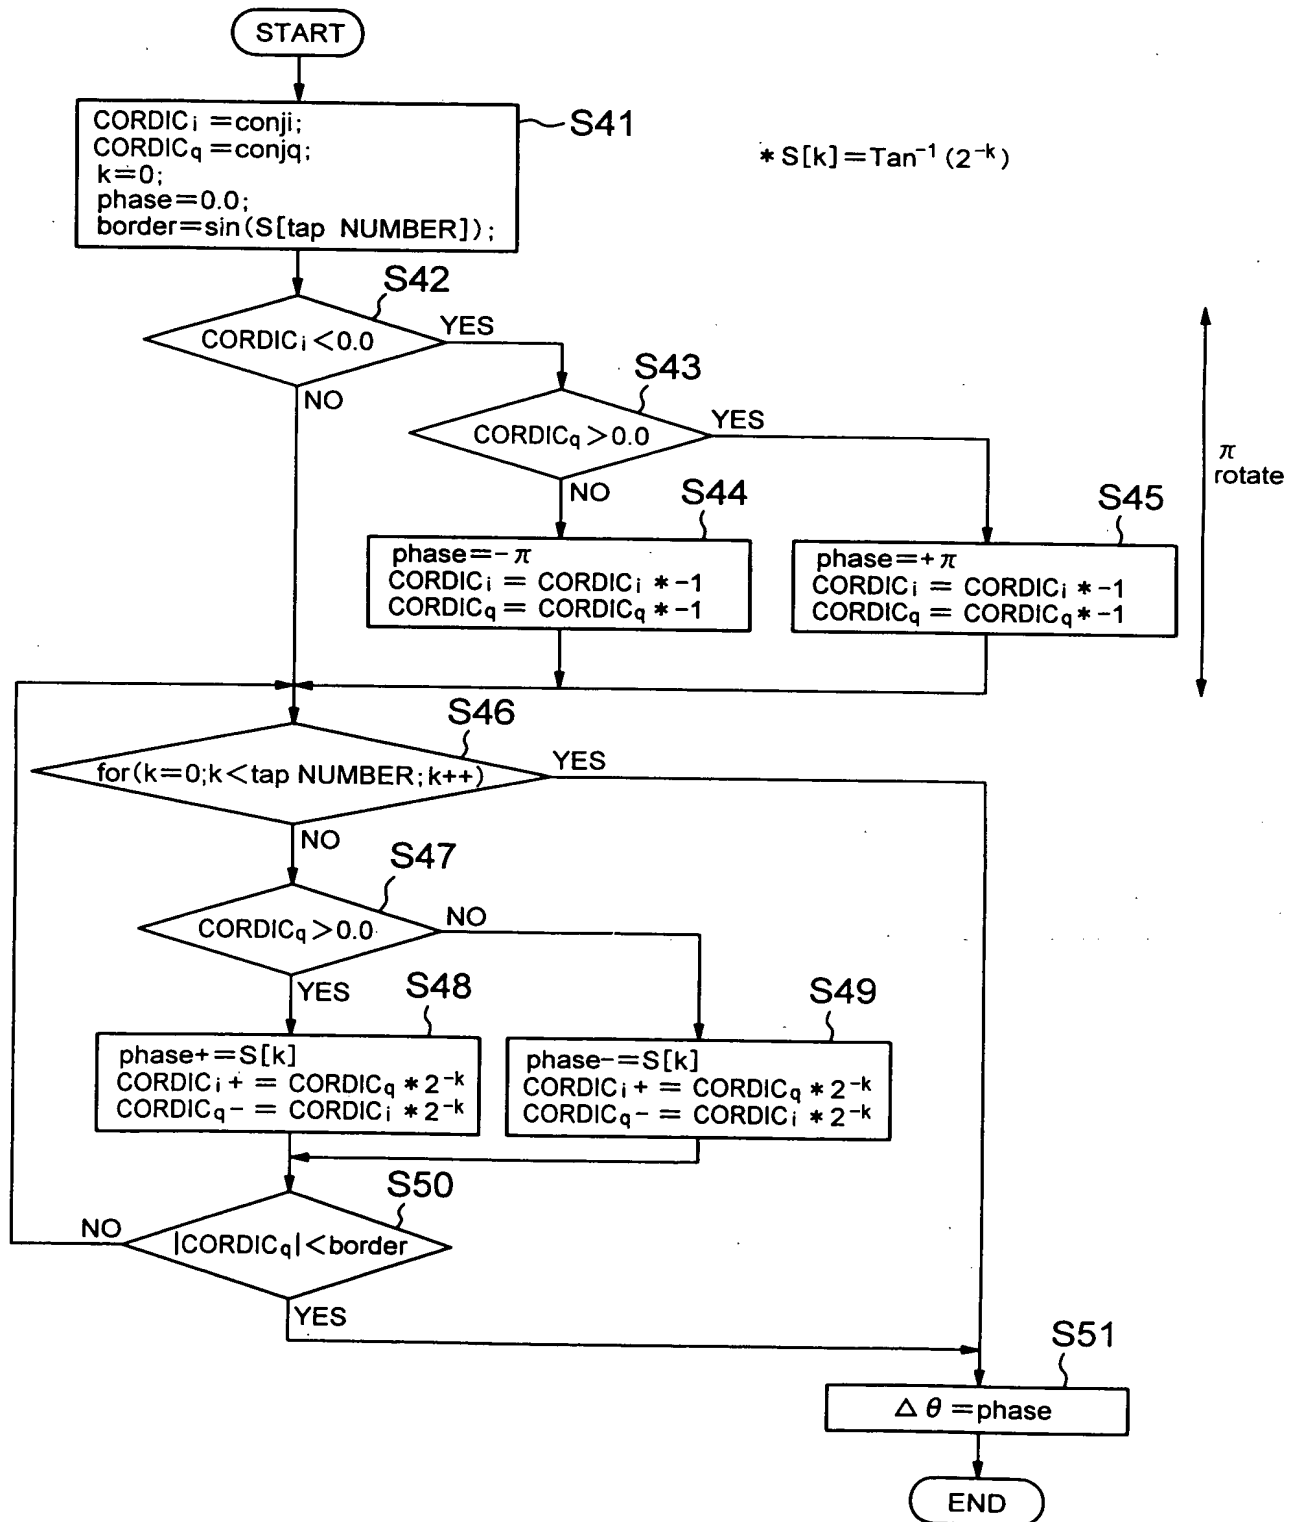 START
CORDICi=conji;
CORDICq=conjq;
k=0;
phase=0.0;
border=sin(S[tap NUMBER]);
S41
*S[k]=Tan⁻¹(2⁻ᵏ)
S42
CORDICi<0.0
YES
NO
S43
CORDICq>0.0
YES
NO
π
rotate
S44
phase=-π
CORDICi = CORDICi *-1
CORDICq = CORDICq *-1
S45
phase=+π
CORDICi = CORDICi *-1
CORDICq = CORDICq *-1
S46
for(k=0;k<tap NUMBER;k++)
YES
NO
S47
CORDICq>0.0
NO
YES
S48
phase+=S[k]
CORDICi+ = CORDICq *2⁻ᵏ
CORDICq- = CORDICi *2⁻ᵏ
S49
phase-=S[k]
CORDICi+ = CORDICq *2⁻ᵏ
CORDICq- = CORDICi *2⁻ᵏ
S50
|CORDICq|<border
NO
YES
S51
△θ=phase
END